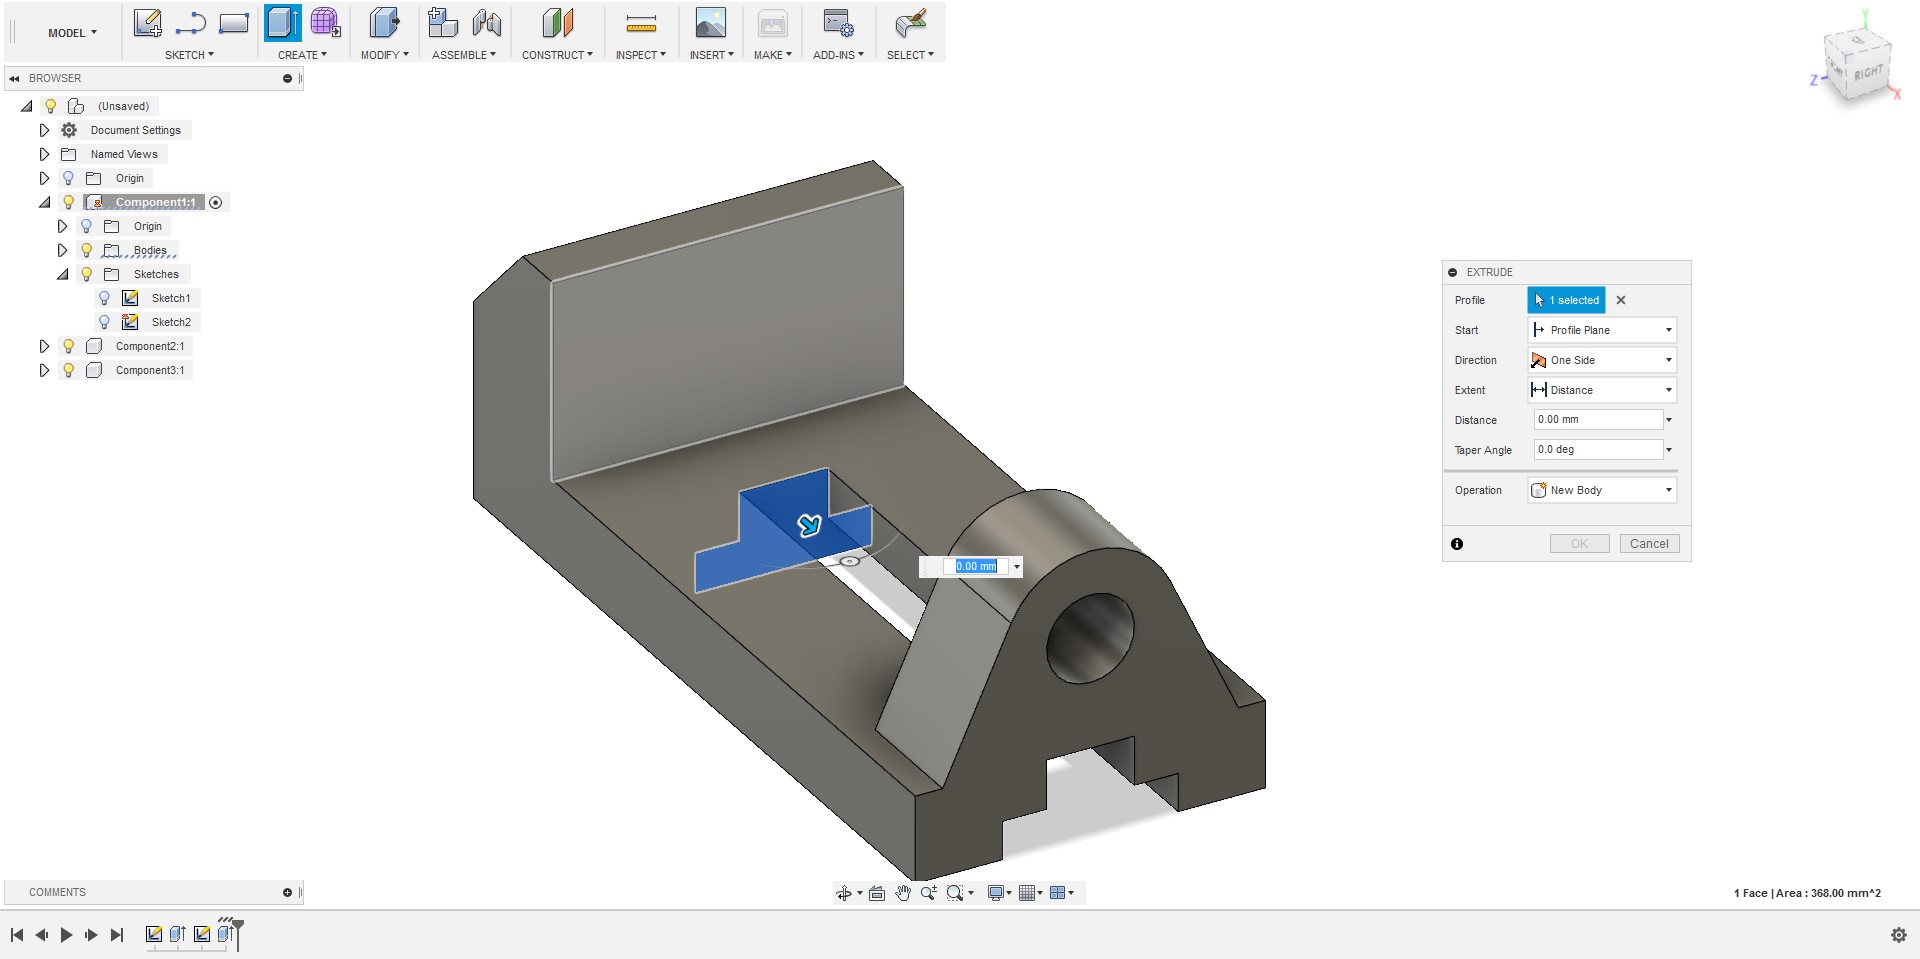 MODEL
SKETCH
CREATE
MODIFY
ASSEMBLE
CONSTRUCT
INSPECT
INSERT
MAKE
ADD-INS
SELECT
Y
Z
X
RIGHT
BROWSER
(Unsaved)
Document Settings
Named Views
Origin
Component1:1
Origin
Bodies
Sketches
Sketch1
Sketch2
Component2:1
Component3:1
0.00 mm
EXTRUDE
Profile 1 selected
Start Profile Plane
Direction One Side
Extent Distance
Distance 0.00 mm
Taper Angle 0.0 deg
Operation New Body
OK Cancel
COMMENTS
1 Face | Area : 368.00 mm^2